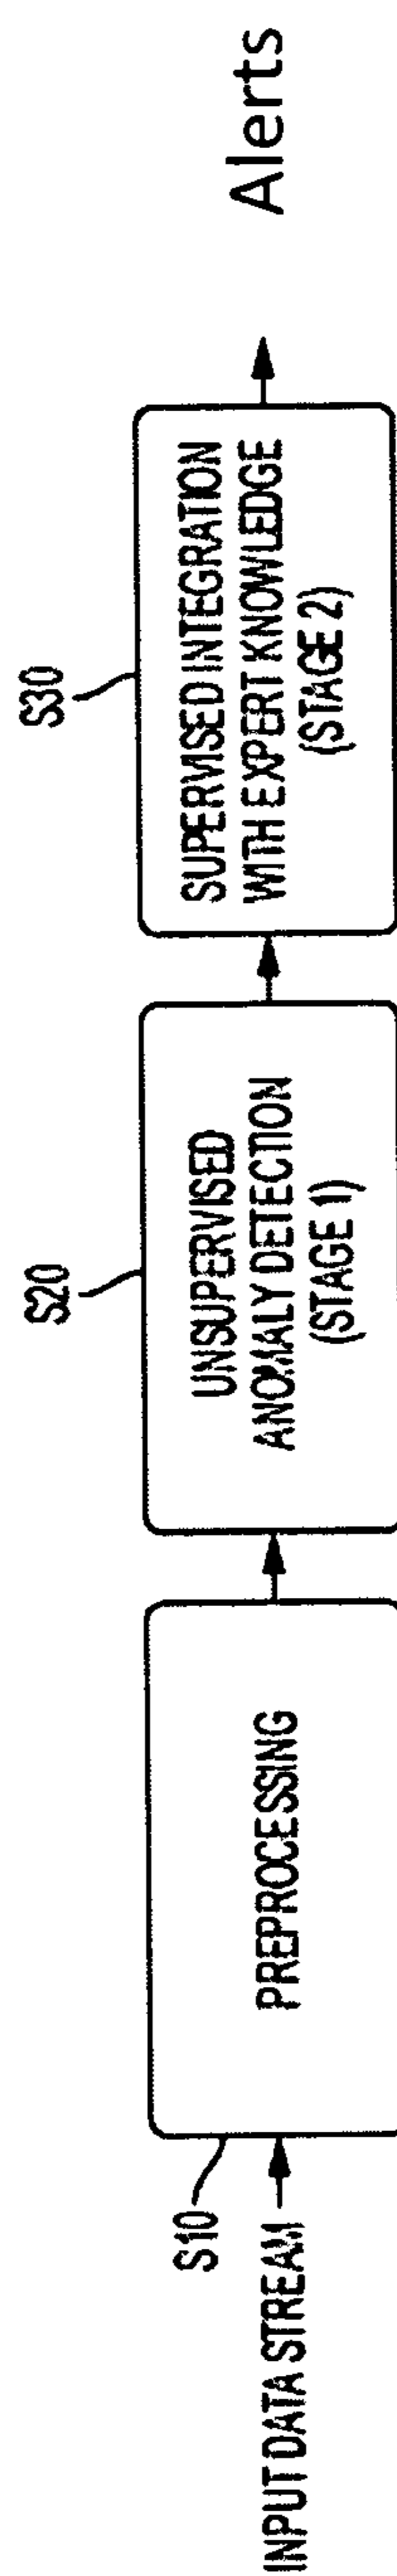 INPUT DATA STREAM
S10
PREPROCESSING
S20
UNSUPERVISED
ANOMALY DETECTION
(STAGE 1)
S30
SUPERVISED INTEGRATION
WITH EXPERT KNOWLEDGE
(STAGE 2)
Alerts